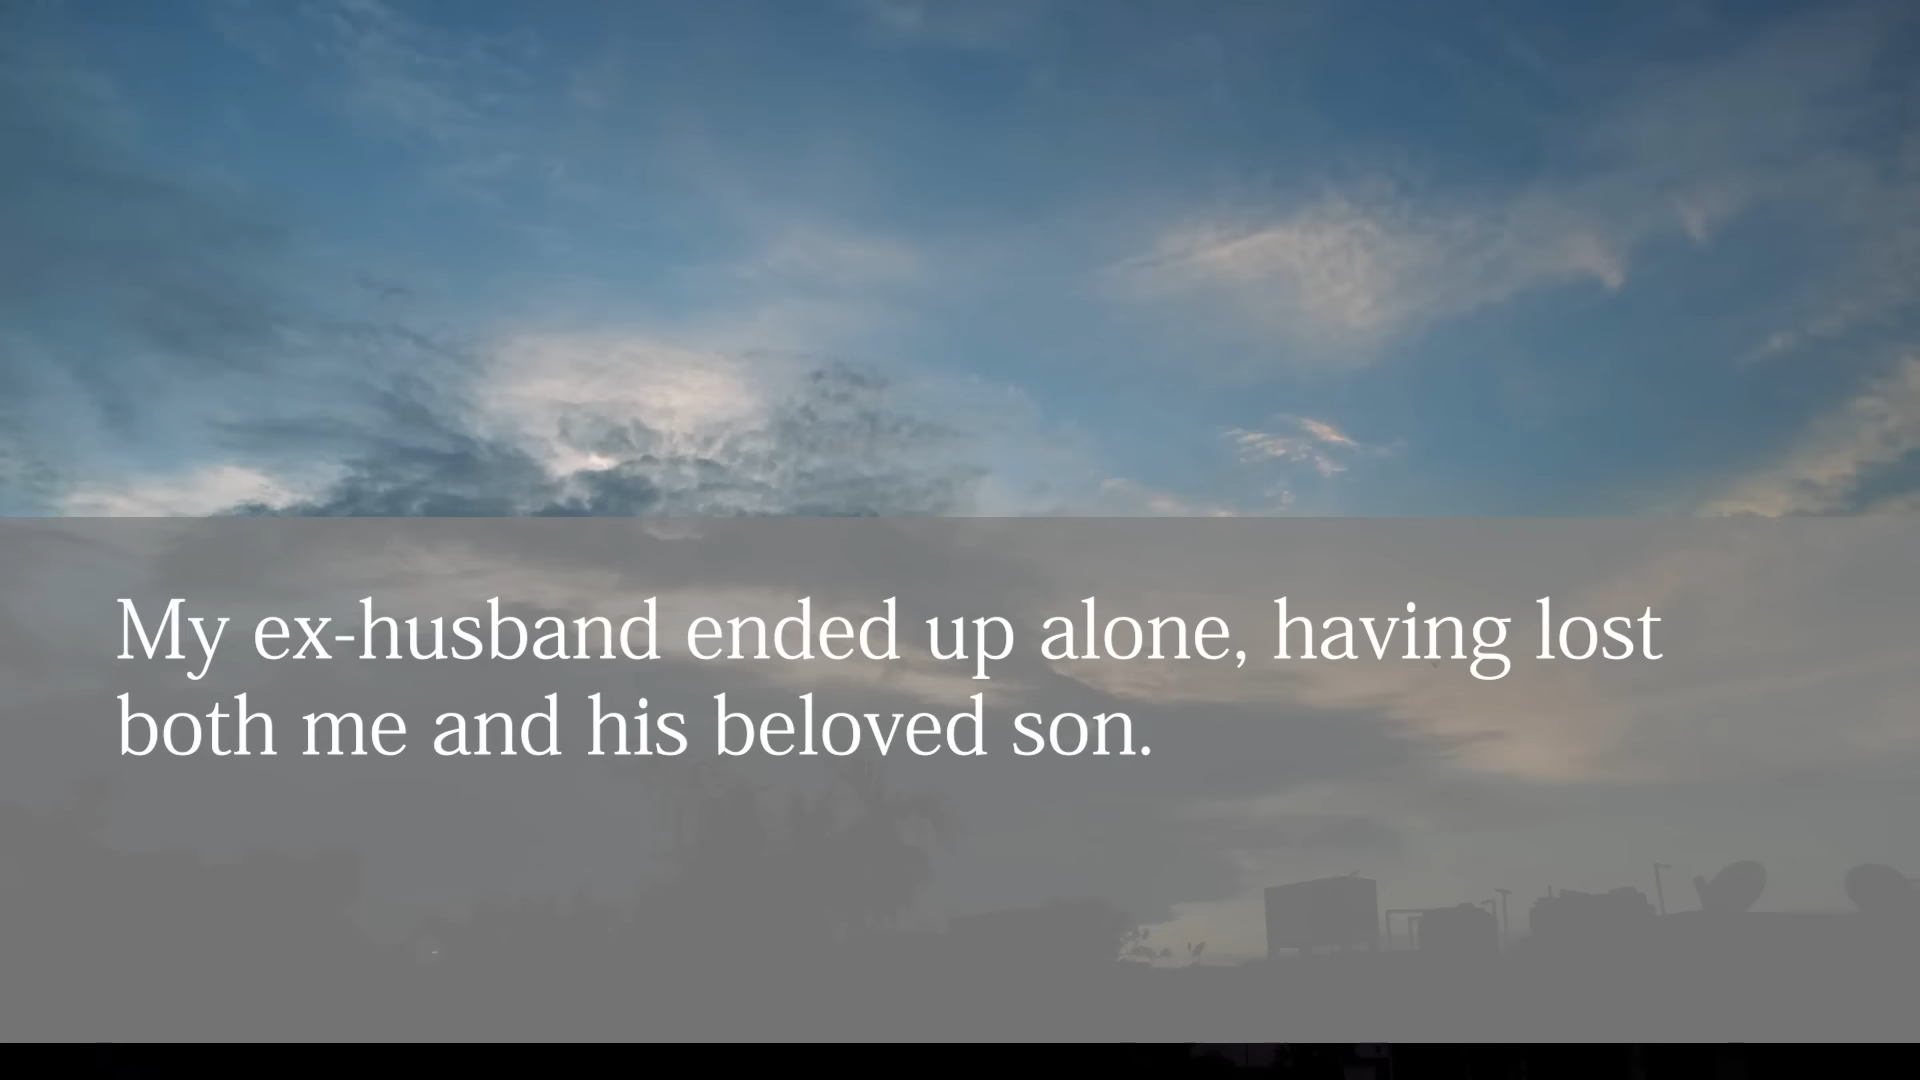 My ex-husband ended up alone, having lost
both me and his beloved son.